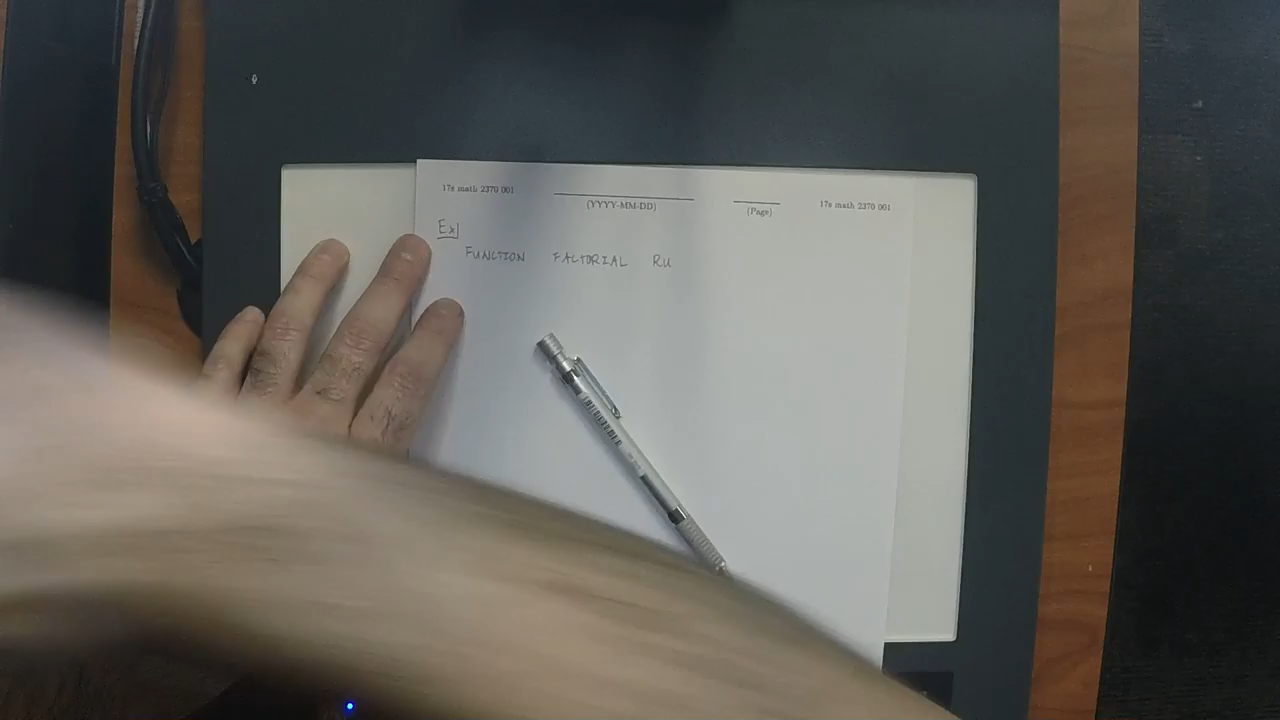 17s math 2370 001 (YYYY-MM-DD) (Page) 17s math 2370 001
Ex
FUNCTION FACTORIAL RU